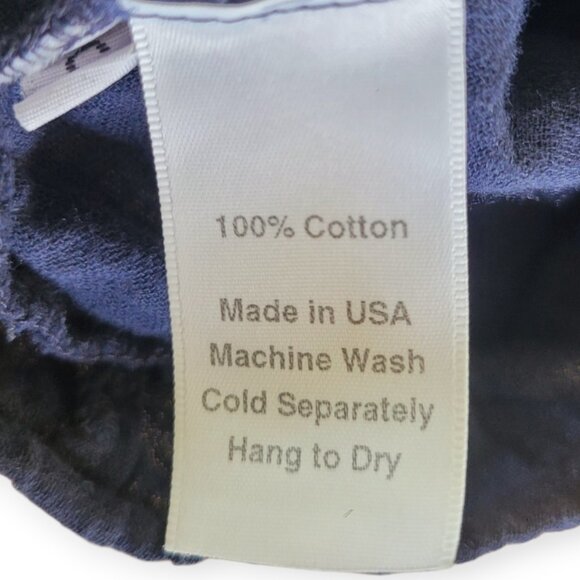 100% Cotton
Made in USA
Machine Wash
Cold Separately
Hang to Dry